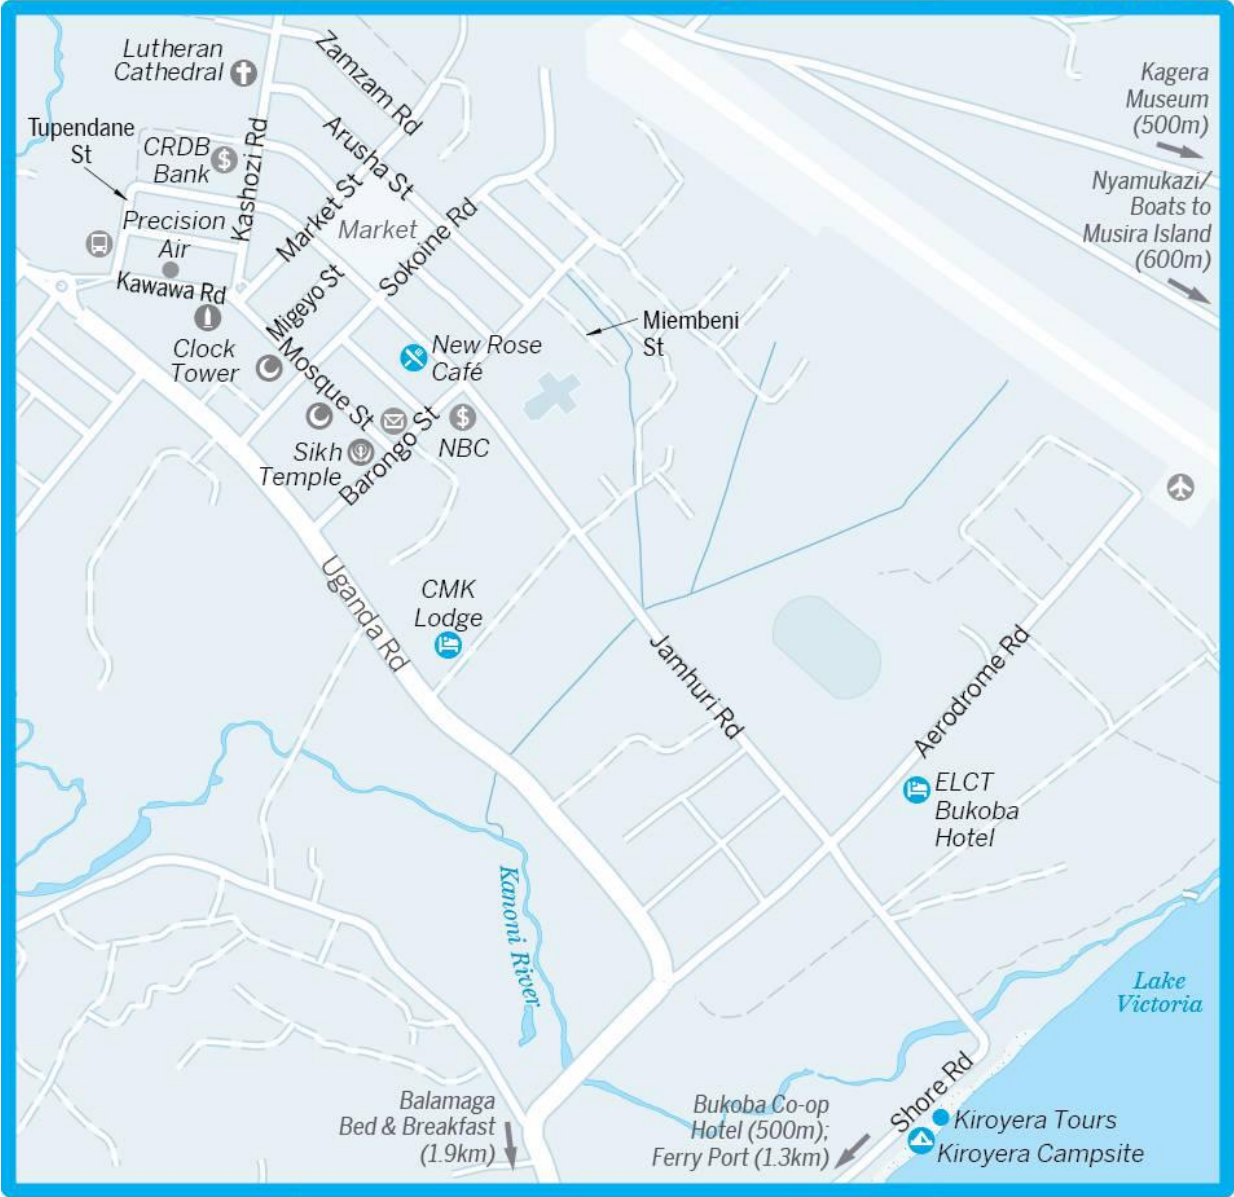 Lutheran
Cathedral
Zamzam Rd
Kagera
Museum
(500m)
Tupendane
St
CRDB
Bank
$
Kashozi Rd
Arusha St
Nyamukazi/
Boats to
Musira Island
(600m)
Precision
Air
Market St
Market
Sokoine Rd
Kawawa Rd
Migeyo St
Clock
Tower
Mosque St
New Rose
Café
Miembeni
St
Sikh
Temple
Barongo St
$
NBC
Uganda Rd
CMK
Lodge
Jamhuri Rd
Aerodrome Rd
ELCT
Bukoba
Hotel
Kanoni River
Lake
Victoria
Balamaga
Bed & Breakfast
(1.9km)
Bukoba Co-op
Hotel (500m);
Ferry Port (1.3km)
Shore Rd
Kiroyera Tours
Kiroyera Campsite